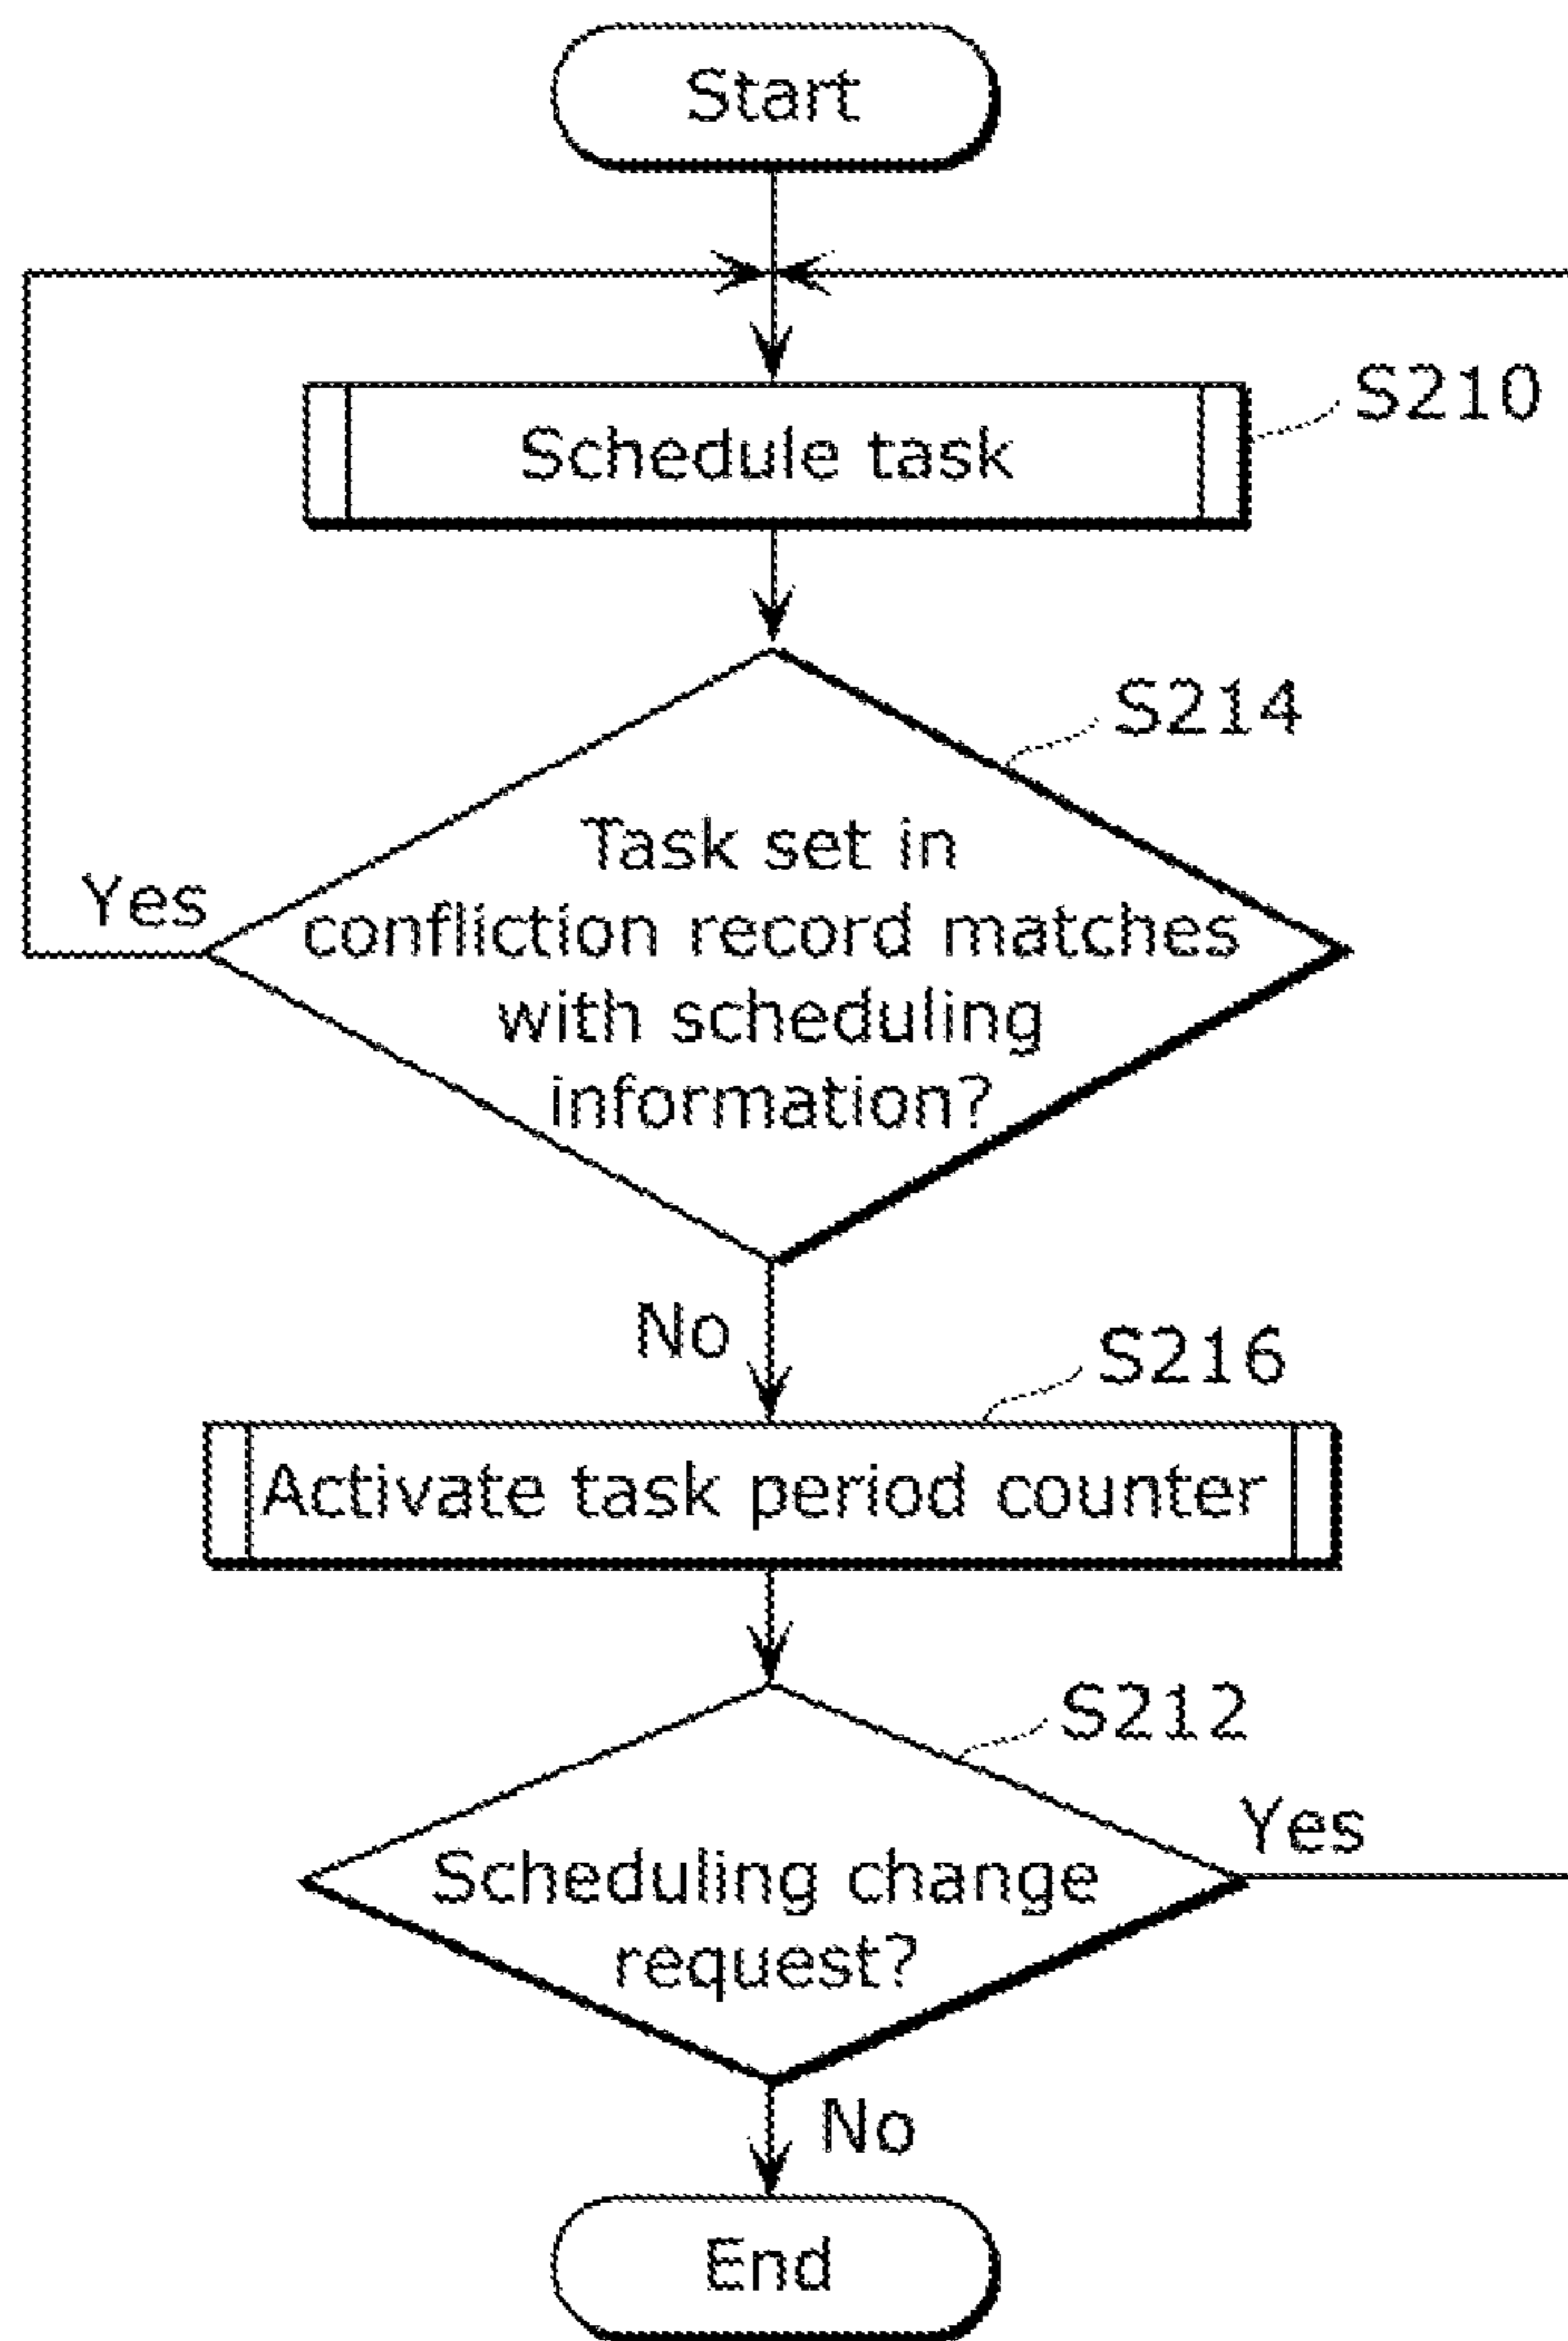 Start
S210
Schedule task
S214
Task set in
confliction record matches
with scheduling
information?
Yes
No
S216
Activate task period counter
S212
Scheduling change
request?
Yes
No
End